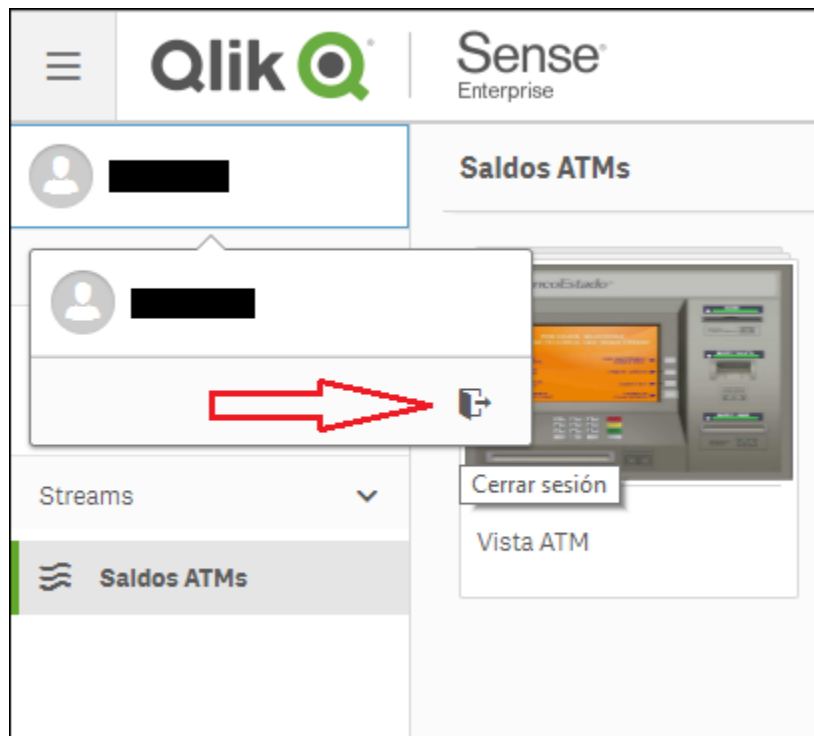 Qlik
Sense
Enterprise
Saldos ATMs
Cerrar sesión
Streams
Vista ATM
Saldos ATMs